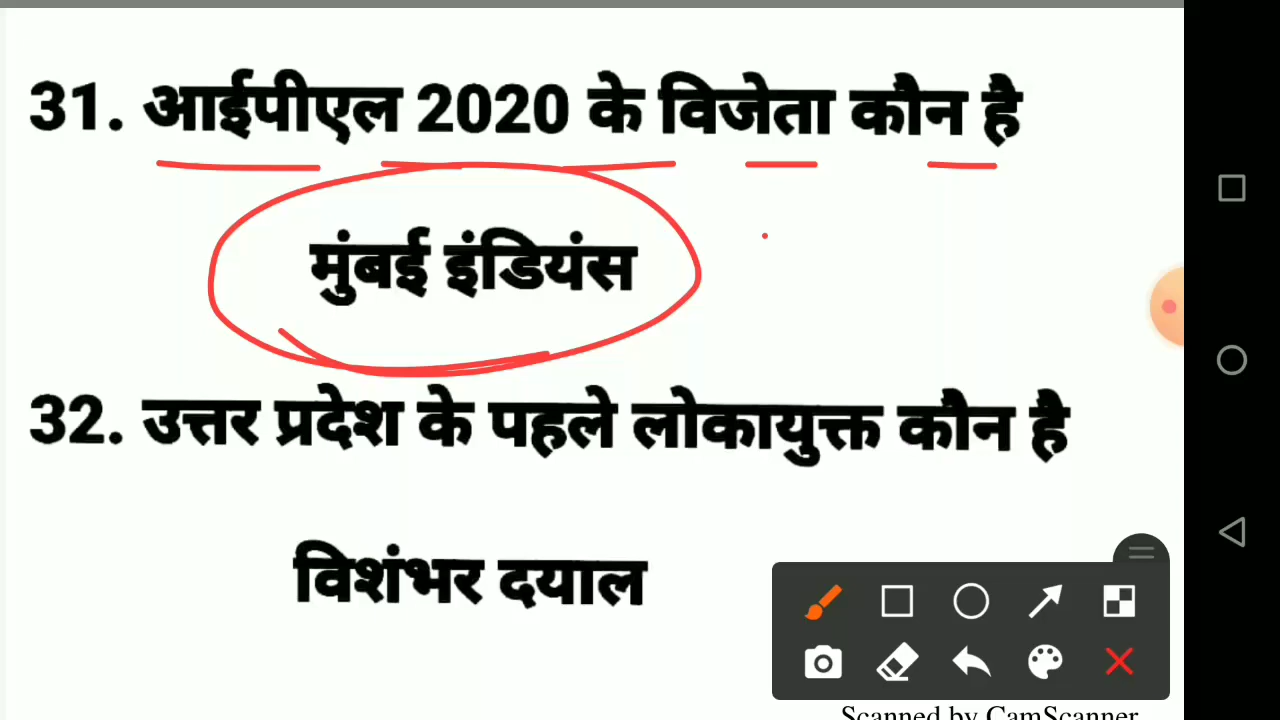 31. आईपीएल 2020 के विजेता कौन है
मुंबई इंडियंस
32. उत्तर प्रदेश के पहले लोकायुक्त कौन है
विशंभर दयाल
Scanned by CamScanner